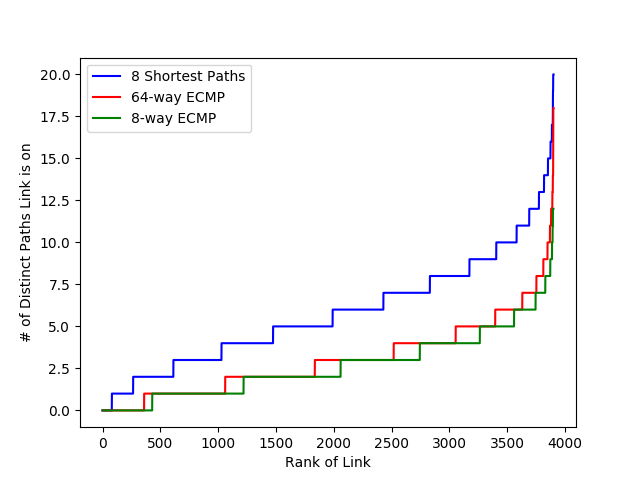 8 Shortest Paths
64-way ECMP
8-way ECMP
20.0
17.5
15.0
12.5
10.0
7.5
5.0
2.5
0.0
# of Distinct Paths Link is on
0 500 1000 1500 2000 2500 3000 3500 4000
Rank of Link